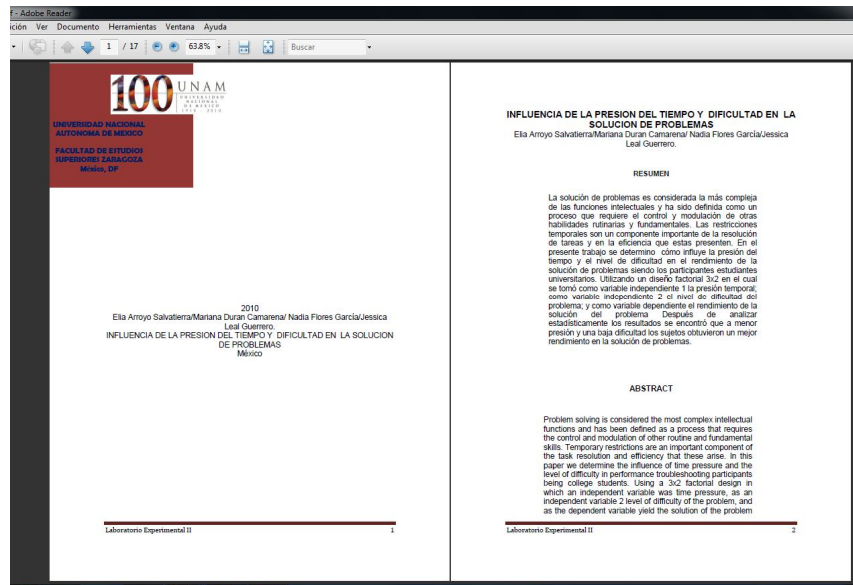 f - Adobe Reader
ición Ver Documento Herramientas Ventana Ayuda
1 / 17 63.8% Buscar
100 UNAM
UNIVERSIDAD
NACIONAL
DE MÉXICO
1910 2010
UNIVERSIDAD NACIONAL
AUTONOMA DE MEXICO
FACULTAD DE ESTUDIOS
SUPERIORES ZARAGOZA
México, DF
2010
Elia Arroyo Salvatierra/Mariana Duran Camarena/ Nadia Flores García/Jessica
Leal Guerrero.
INFLUENCIA DE LA PRESION DEL TIEMPO Y DIFICULTAD EN LA SOLUCION
DE PROBLEMAS
México
Laboratorio Experimental II 1
INFLUENCIA DE LA PRESION DEL TIEMPO Y DIFICULTAD EN LA
SOLUCION DE PROBLEMAS
Elia Arroyo Salvatierra/Mariana Duran Camarena/ Nadia Flores García/Jessica
Leal Guerrero.
RESUMEN
La solución de problemas es considerada la más compleja
de las funciones intelectuales y ha sido definida como un
proceso que requiere el control y modulación de otras
habilidades rutinarias y fundamentales. Las restricciones
temporales son un componente importante de la resolución
de tareas y en la eficiencia que estas presenten. En el
presente trabajo se determino cómo influye la presión del
tiempo y el nivel de dificultad en el rendimiento de la
solución de problemas siendo los participantes estudiantes
universitarios. Utilizando un diseño factorial 3x2 en el cual
se tomó como variable independiente 1 la presión temporal;
como variable independiente 2 el nivel de dificultad del
problema; y como variable dependiente el rendimiento de la
solución del problema Después de analizar
estadísticamente los resultados se encontró que a menor
presión y una baja dificultad los sujetos obtuvieron un mejor
rendimiento en la solución de problemas.
ABSTRACT
Problem solving is considered the most complex intellectual
functions and has been defined as a process that requires
the control and modulation of other routine and fundamental
skills. Temporary restrictions are an important component of
the task resolution and efficiency that these arise. In this
paper we determine the influence of time pressure and the
level of difficulty in performance troubleshooting participants
being college students. Using a 3x2 factorial design in
which an independent variable was time pressure, as an
independent variable 2 level of difficulty of the problem, and
as the dependent variable yield the solution of the problem
Laboratorio Experimental II 2